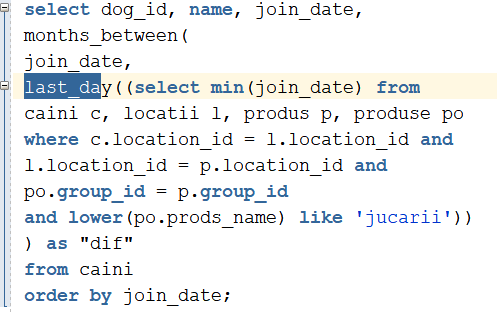 select dog_id, name, join_date,
months_between(
join_date,
last_day((select min(join_date) from
caini c, locatii l, produs p, produse po
where c.location_id = l.location_id and
l.location_id = p.location_id and
po.group_id = p.group_id
and lower(po.prods_name) like 'jucarii'))
) as "dif"
from caini
order by join_date;